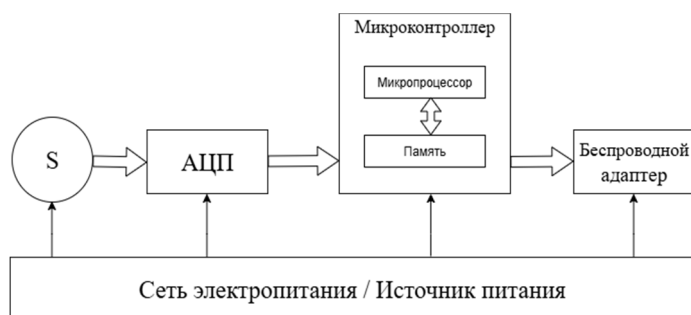 Микроконтроллер
Микропроцессор
S
АЦП
Память
Беспроводной
адаптер
Сеть электропитания / Источник питания